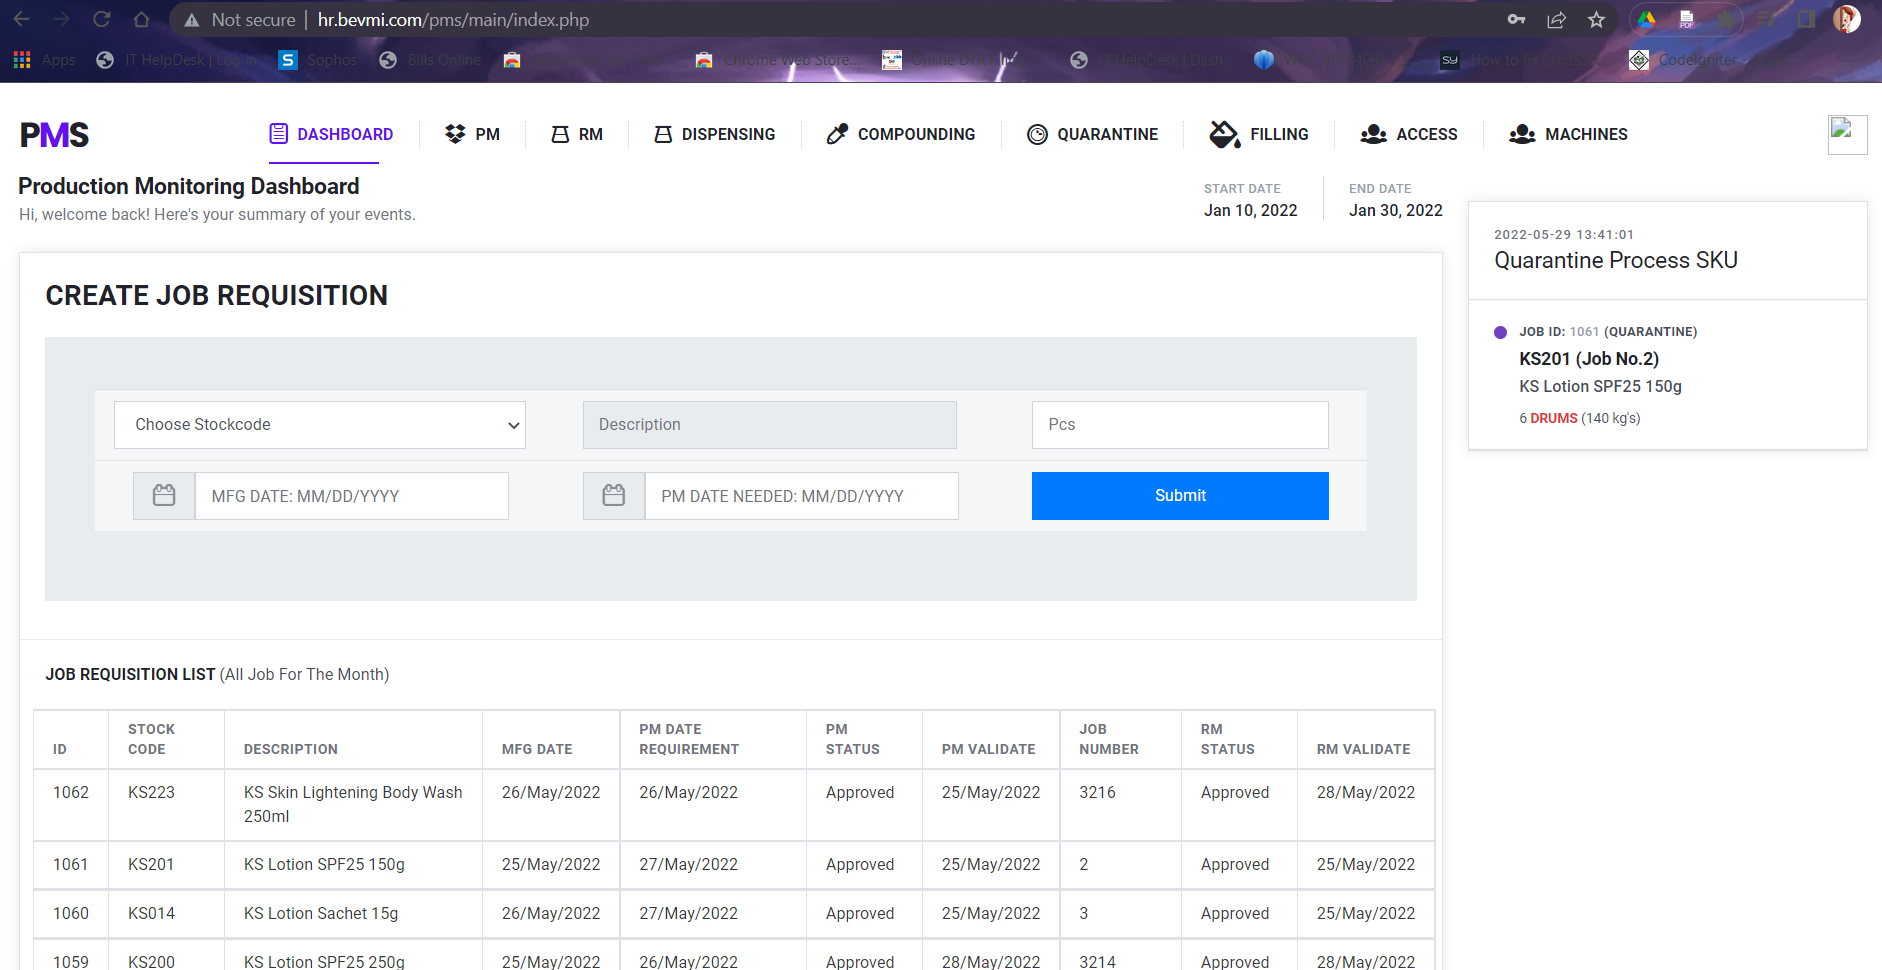 Not secure | hr.bevmi.com/pms/main/index.php
Apps IT HelpDesk | Log in Sophos Bills Online Chrome Web Store... Online DTR Filing IT HelpDesk | Dash...
PMS DASHBOARD PM RM DISPENSING COMPOUNDING QUARANTINE FILLING ACCESS MACHINES
Production Monitoring Dashboard
Hi, welcome back! Here's your summary of your events.
START DATE END DATE
Jan 10, 2022 Jan 30, 2022
CREATE JOB REQUISITION
Choose Stockcode Description Pcs
MFG DATE: MM/DD/YYYY PM DATE NEEDED: MM/DD/YYYY Submit
2022-05-29 13:41:01
Quarantine Process SKU
JOB ID: 1061 (QUARANTINE)
KS201 (Job No.2)
KS Lotion SPF25 150g
6 DRUMS (140 kg's)
JOB REQUISITION LIST (All Job For The Month)
ID STOCK CODE DESCRIPTION MFG DATE PM DATE REQUIREMENT PM STATUS PM VALIDATE JOB NUMBER RM STATUS RM VALIDATE
1062 KS223 KS Skin Lightening Body Wash 250ml 26/May/2022 26/May/2022 Approved 25/May/2022 3216 Approved 28/May/2022
1061 KS201 KS Lotion SPF25 150g 25/May/2022 27/May/2022 Approved 25/May/2022 2 Approved 25/May/2022
1060 KS014 KS Lotion Sachet 15g 26/May/2022 27/May/2022 Approved 25/May/2022 3 Approved 25/May/2022
1059 KS200 KS Lotion SPF25 250g 25/May/2022 26/May/2022 Approved 28/May/2022 3214 Approved 28/May/2022